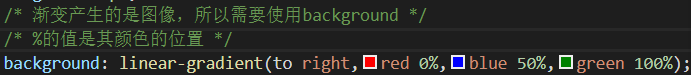 /* 渐变产生的是图像，所以需要使用background */
/* %的值是其颜色的位置 */
background: linear-gradient(to right,red 0%,blue 50%,green 100%);